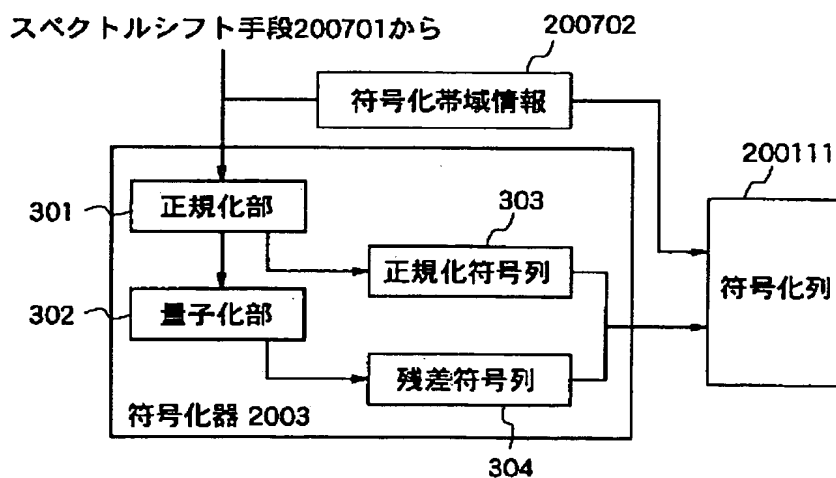 スペクトルシフト手段200701から
200702
符号化帯域情報
200111
301
正規化部
303
正規化符号列
符号化列
302
量子化部
残差符号列
符号化器 2003
304